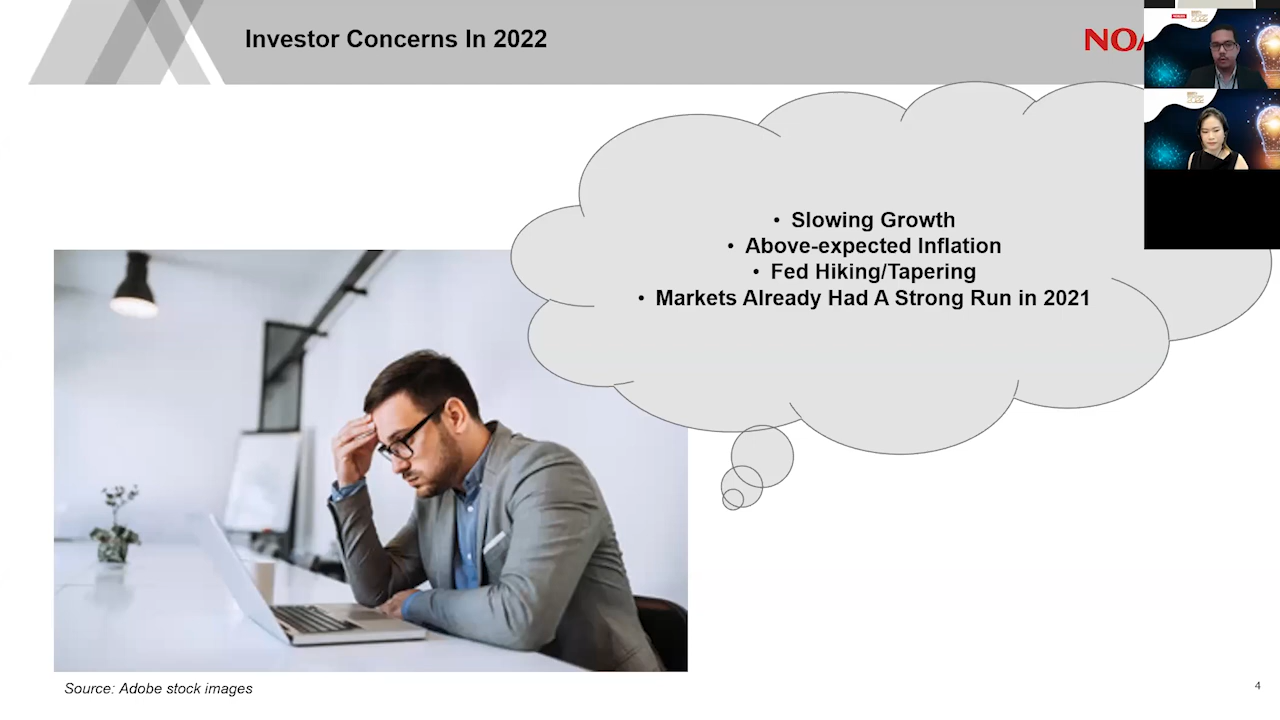 Investor Concerns In 2022
• Slowing Growth
• Above-expected Inflation
• Fed Hiking/Tapering
• Markets Already Had A Strong Run in 2021
Source: Adobe stock images
4